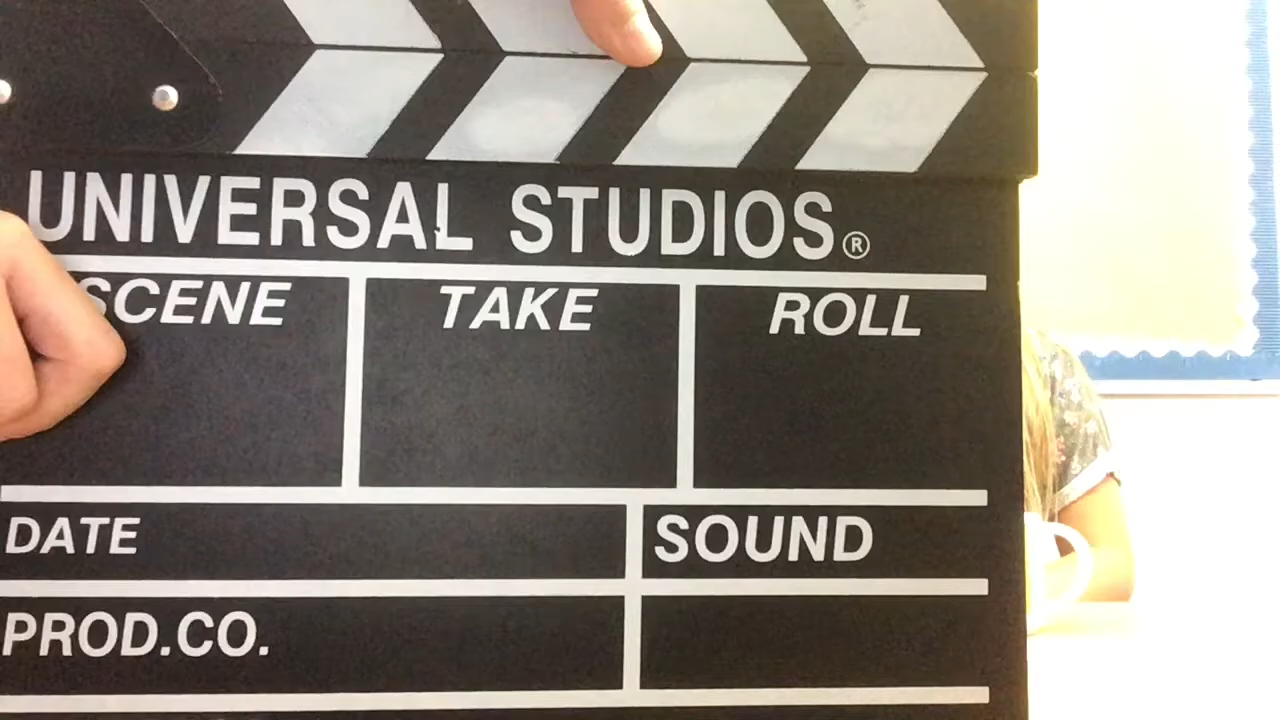 UNIVERSAL STUDIOS®
SCENE TAKE ROLL
DATE SOUND
PROD.CO.